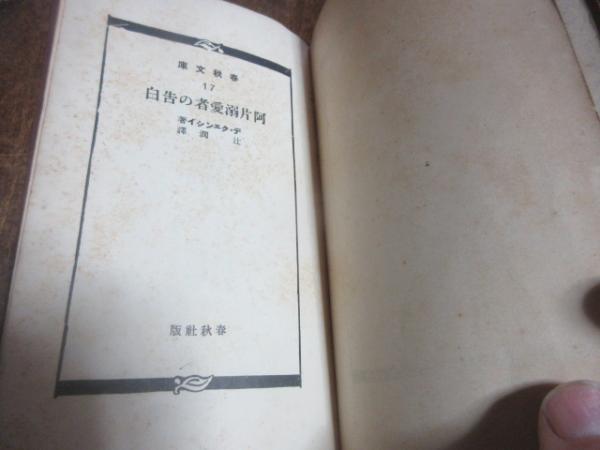 春秋文庫
17
阿片溺愛者の告白
デ・クエンシイ著
辻潤譯
春秋社版